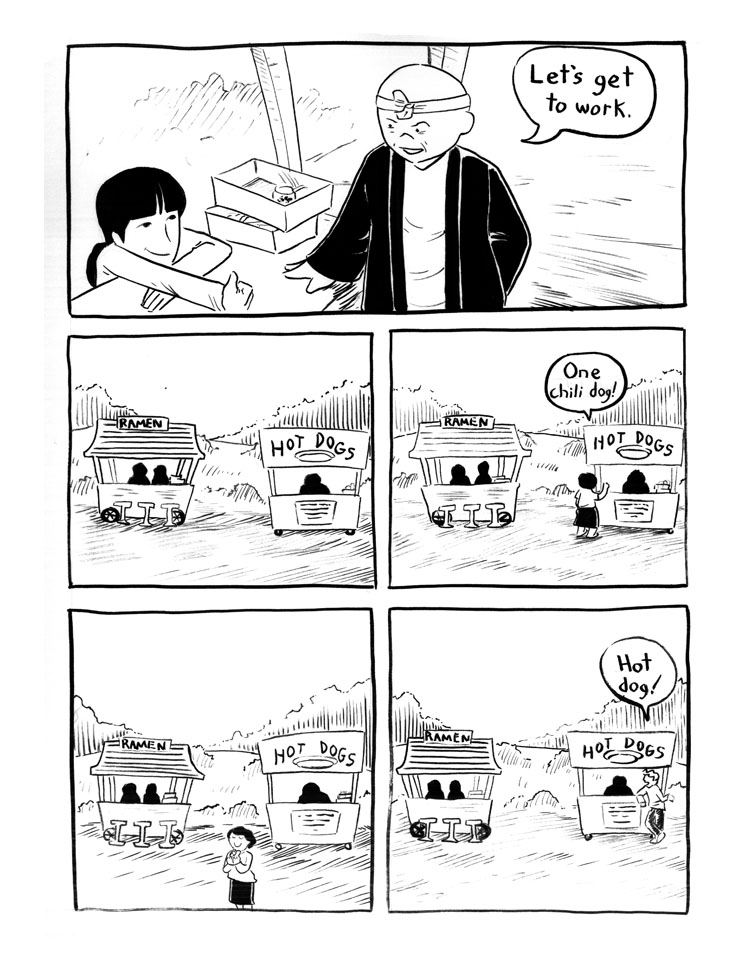 Let's get
to work.
RAMEN
HOT DOGS
One
chili dog!
RAMEN
HOT DOGS
RAMEN
HOT DOGS
Hot
dog!
RAMEN
HOT DOGS